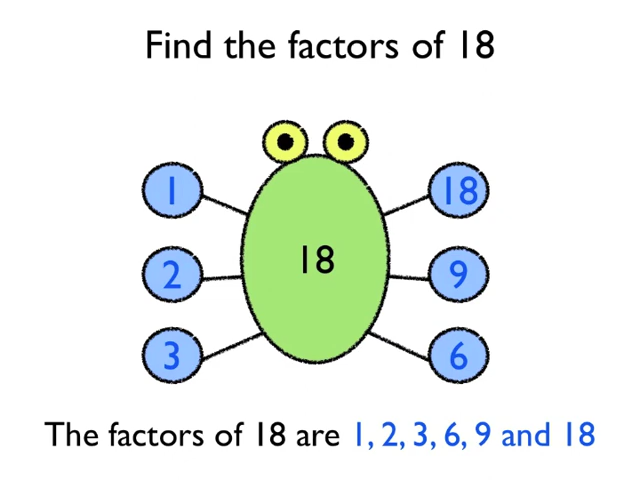 Find the factors of 18
1 18
18
2 9
3 6
The factors of 18 are 1, 2, 3, 6, 9 and 18